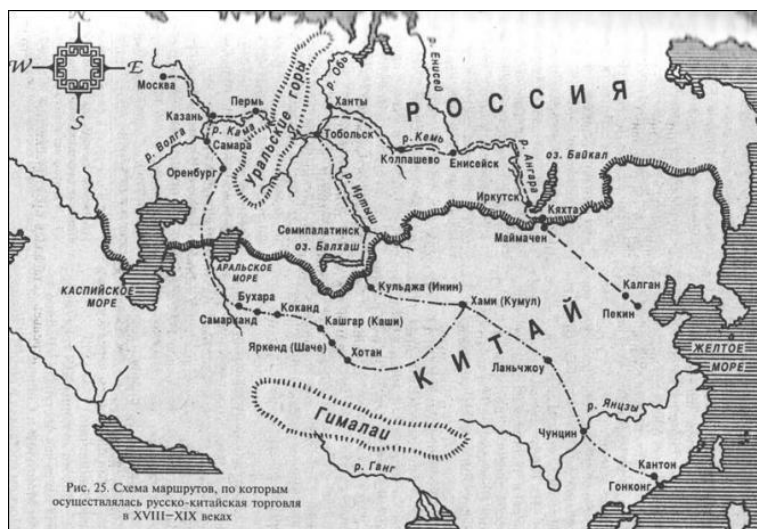 N
W
E
S
Москва
Казань
Пермь
р. Кама
Самара
р. Волга
Оренбург
Уральские горы
р. Обь
Ханты
Тобольск
р. Енисей
РОССИЯ
р. Кемь
Колпашево
Енисейск
р. Ангара
оз. Байкал
Иркутск
Кяхта
Маймачен
р. Иртыш
Семипалатинск
оз. Балхаш
КАСПИЙСКОЕ
МОРЕ
АРАЛЬСКОЕ
МОРЕ
Кульджа (Инин)
Хами (Кумул)
Калган
Пекин
Бухара
Самарканд
Коканд
Кашгар (Каши)
Яркенд (Шаче)
Хотан
КИТАЙ
Ланьчжоу
ЖЕЛТОЕ
МОРЕ
Гималаи
р. Янцзы
Чунцин
р. Ганг
Кантон
Гонконг
Рис. 25. Схема маршрутов, по которым
осуществлялась русско-китайская торговля
в XVIII–XIX веках